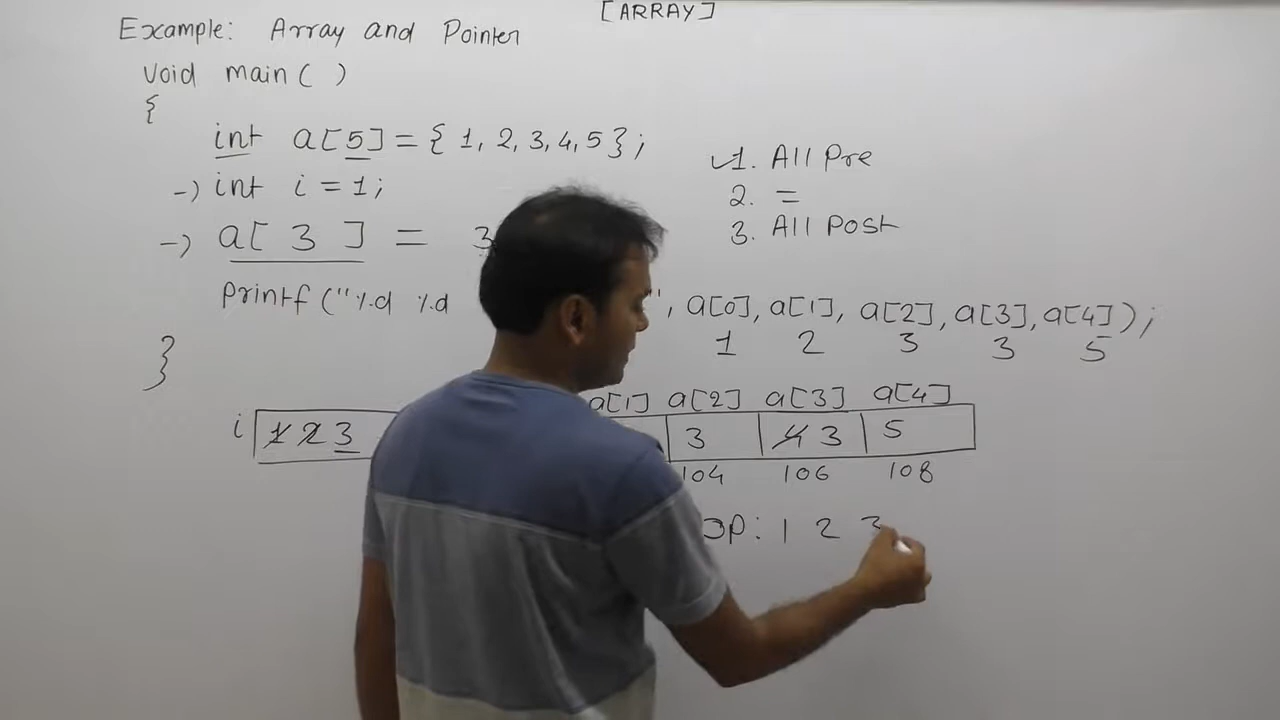 [ARRAY]
Example: Array and Pointer
void main( )
{
int a[5] = { 1, 2, 3, 4, 5 };
1. All Pre
-) int i = 1;
2. =
-) a[ 3 ] = 3
3. All Post
printf ("%d %d ", a[0], a[1], a[2], a[3], a[4]);
1 2 3 3 5
}
a[1] a[2] a[3] a[4]
i 1 2 3 3 4 3 5
104 106 108
OP: 1 2 3